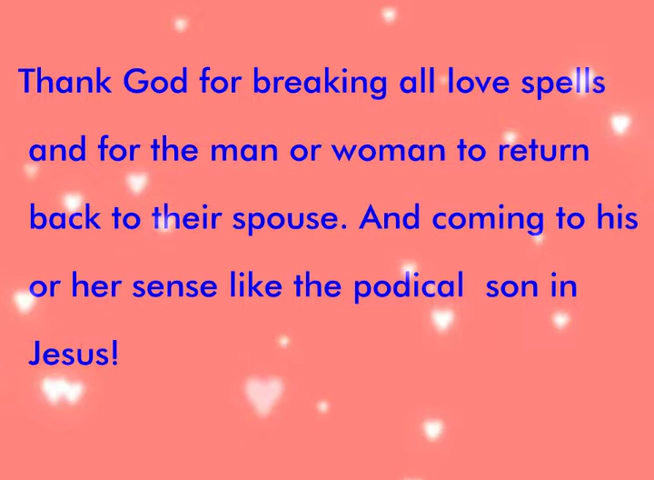 Thank God for breaking all love spells
and for the man or woman to return
back to their spouse. And coming to his
or her sense like the podical son in
Jesus!